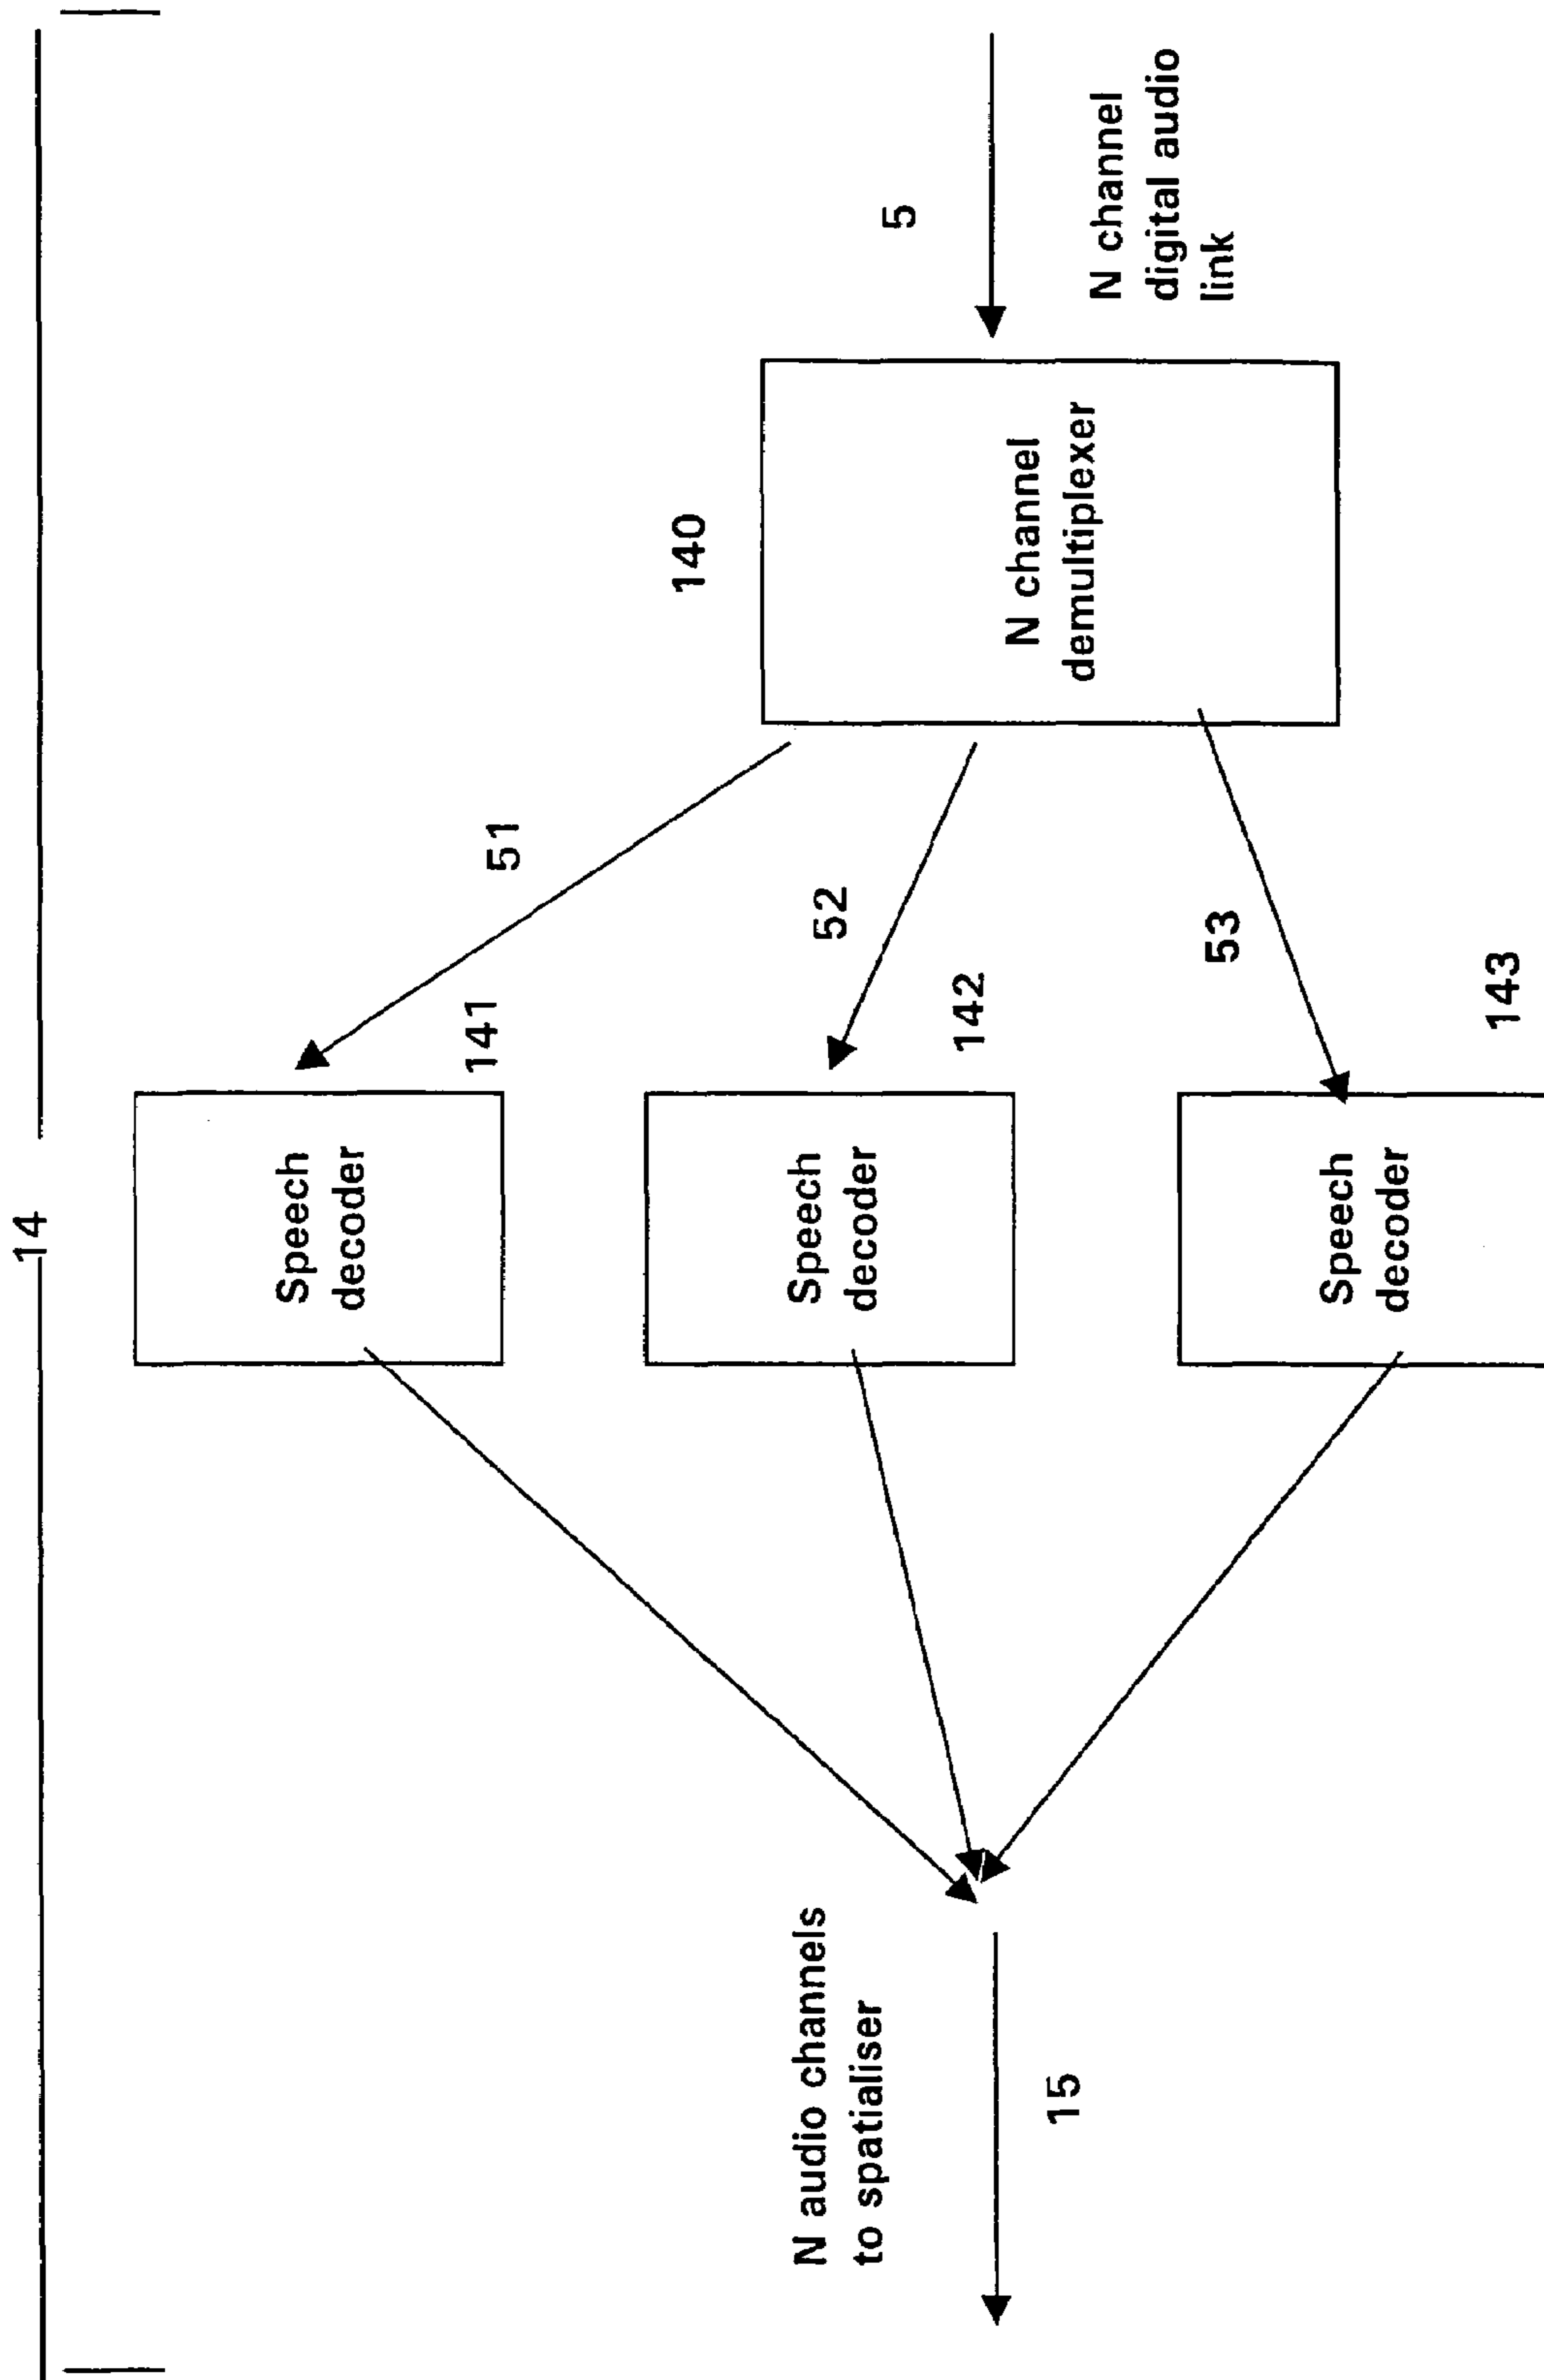 14
N audio channels
to spatialiser
15
Speech
decoder
141
Speech
decoder
142
Speech
decoder
143
51
52
53
140
N channel
demultiplexer
5
N channel
digital audio
link